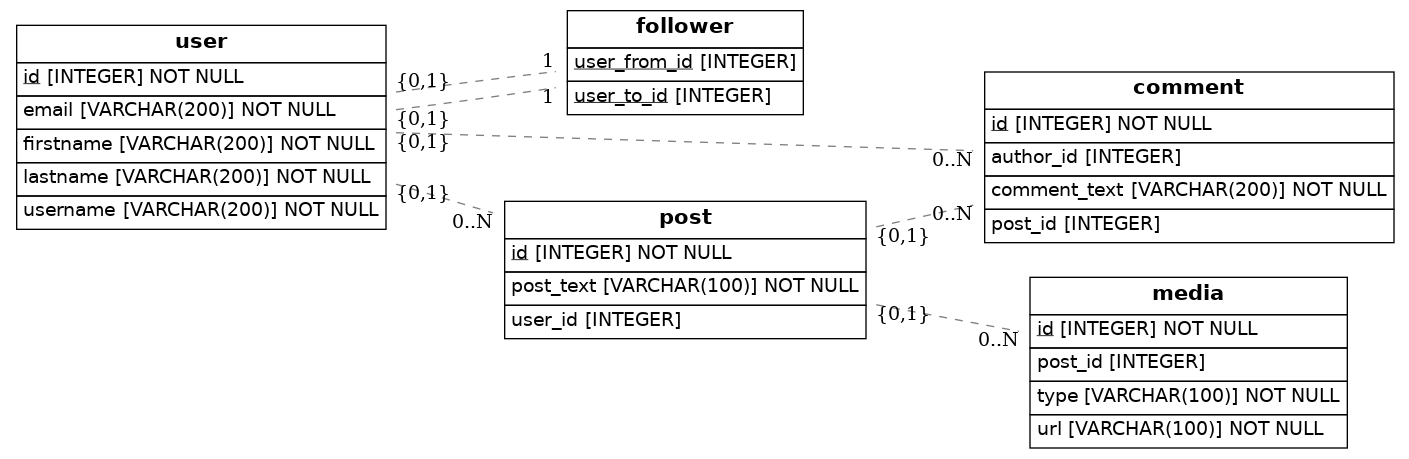 user
id [INTEGER] NOT NULL
email [VARCHAR(200)] NOT NULL
firstname [VARCHAR(200)] NOT NULL
lastname [VARCHAR(200)] NOT NULL
username [VARCHAR(200)] NOT NULL
{0,1}
{0,1}
{0,1}
{0,1}
1
1
0..N
0..N
follower
user_from_id [INTEGER]
user_to_id [INTEGER]
post
id [INTEGER] NOT NULL
post_text [VARCHAR(100)] NOT NULL
user_id [INTEGER]
{0,1}
{0,1}
0..N
0..N
comment
id [INTEGER] NOT NULL
author_id [INTEGER]
comment_text [VARCHAR(200)] NOT NULL
post_id [INTEGER]
media
id [INTEGER] NOT NULL
post_id [INTEGER]
type [VARCHAR(100)] NOT NULL
url [VARCHAR(100)] NOT NULL